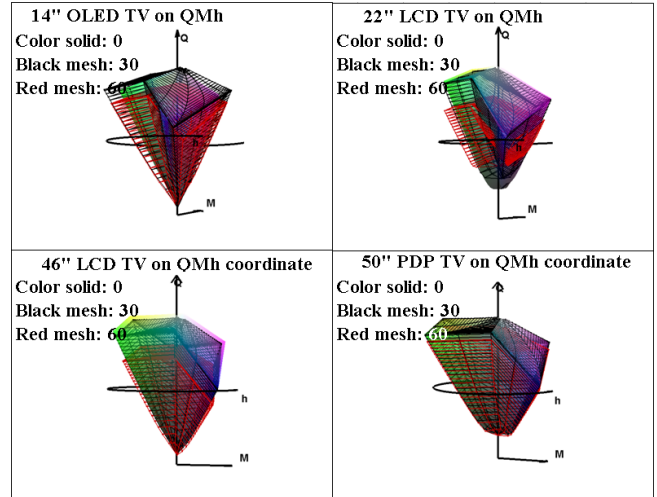 14" OLED TV on QMh
Color solid: 0
Black mesh: 30
Red mesh: 60
Q
h
M
22" LCD TV on QMh
Color solid: 0
Black mesh: 30
Red mesh: 60
Q
h
M
46" LCD TV on QMh coordinate
Color solid: 0
Black mesh: 30
Red mesh: 60
Q
h
M
50" PDP TV on QMh coordinate
Color solid: 0
Black mesh: 30
Red mesh: 60
Q
h
M